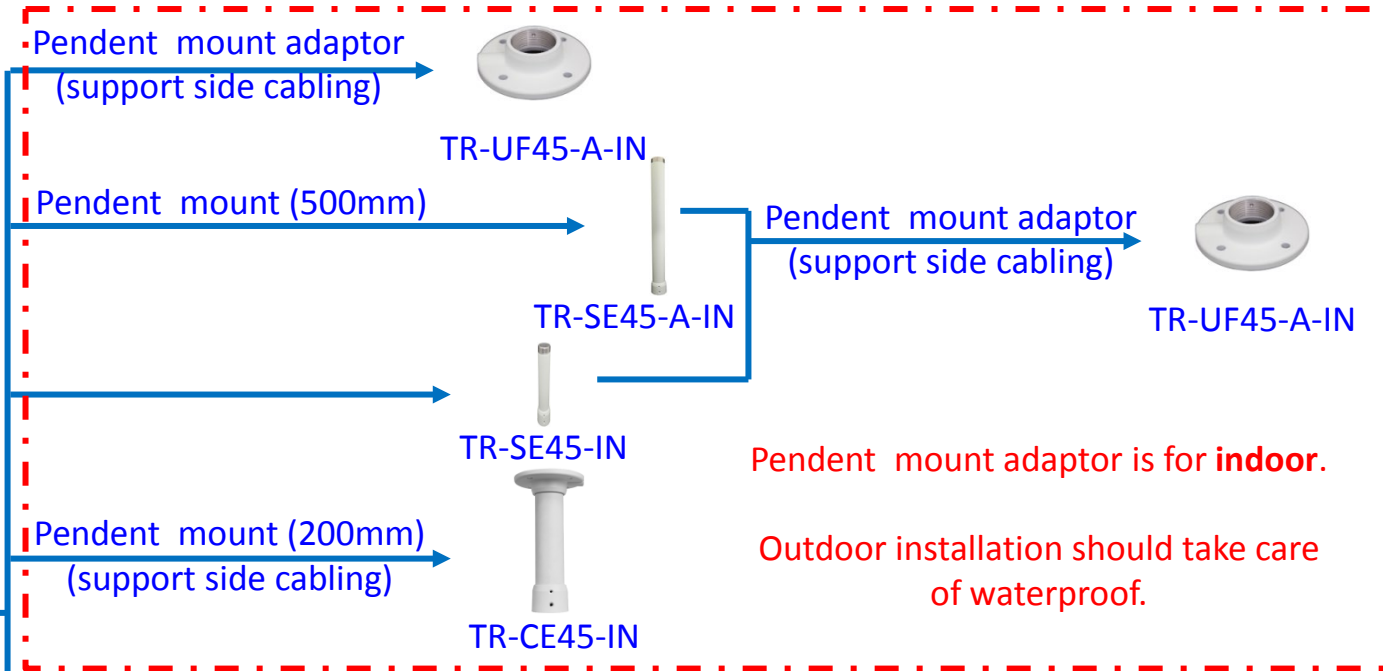 Pendent  mount adaptor
(support side cabling)
TR-UF45-A-IN
Pendent  mount (500mm)
TR-SE45-A-IN
Pendent  mount adaptor
(support side cabling)
TR-UF45-A-IN
TR-SE45-IN
Pendent  mount adaptor is for indoor.
Pendent  mount (200mm)
(support side cabling)
TR-CE45-IN
Outdoor installation should take care
of waterproof.